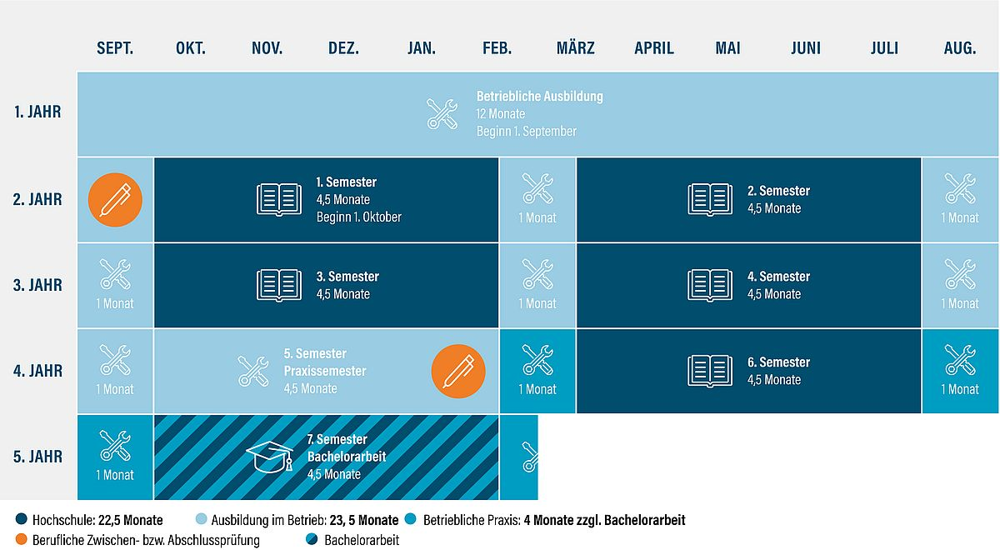 SEPT. OKT. NOV. DEZ. JAN. FEB. MÄRZ APRIL MAI JUNI JULI AUG.
1. JAHR
Betriebliche Ausbildung
12 Monate
Beginn 1. September
2. JAHR
1. Semester
4,5 Monate
Beginn 1. Oktober
1 Monat
2. Semester
4,5 Monate
1 Monat
3. JAHR
1 Monat
3. Semester
4,5 Monate
1 Monat
4. Semester
4,5 Monate
1 Monat
4. JAHR
1 Monat
5. Semester
Praxissemester
4,5 Monate
1 Monat
6. Semester
4,5 Monate
1 Monat
5. JAHR
1 Monat
7. Semester
Bachelorarbeit
4,5 Monate
Hochschule: 22,5 Monate Ausbildung im Betrieb: 23, 5 Monate Betriebliche Praxis: 4 Monate zzgl. Bachelorarbeit
Berufliche Zwischen- bzw. Abschlussprüfung Bachelorarbeit